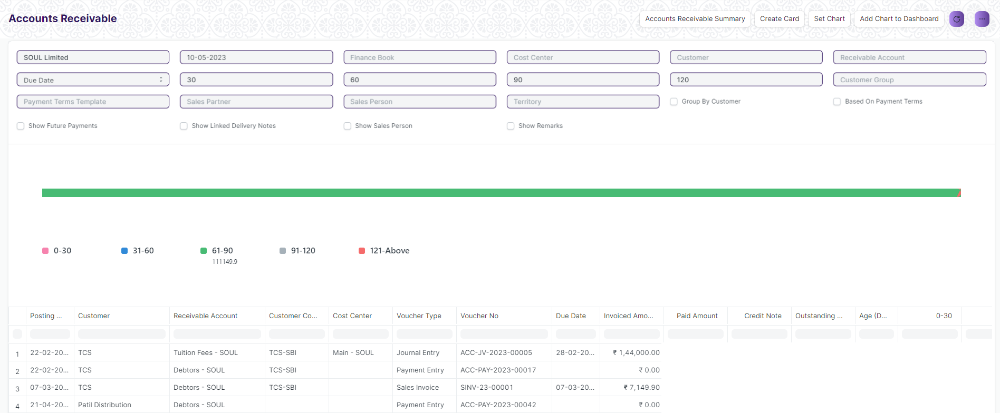 Accounts Receivable
Accounts Receivable Summary Create Card Set Chart Add Chart to Dashboard ...
SOUL Limited 10-05-2023 Finance Book Cost Center Customer Receivable Account
Due Date 30 60 90 120 Customer Group
Payment Terms Template Sales Partner Sales Person Territory Group By Customer Based On Payment Terms
Show Future Payments Show Linked Delivery Notes Show Sales Person Show Remarks
0-30 31-60 61-90 91-120 121-Above
111149.9
Posting ... Customer Receivable Account Customer Co... Cost Center Voucher Type Voucher No Due Date Invoiced Amo... Paid Amount Credit Note Outstanding ... Age (D... 0-30
1 22-02-20... TCS Tuition Fees - SOUL TCS-SBI Main - SOUL Journal Entry ACC-JV-2023-00005 28-02-20... ₹ 1,44,000.00
2 22-02-20... TCS Debtors - SOUL TCS-SBI Payment Entry ACC-PAY-2023-00017 ₹ 0.00
3 07-03-20... TCS Debtors - SOUL TCS-SBI Sales Invoice SINV-23-00001 07-03-20... ₹ 7,149.90
4 21-04-20... Patil Distribution Debtors - SOUL Payment Entry ACC-PAY-2023-00042 ₹ 0.00